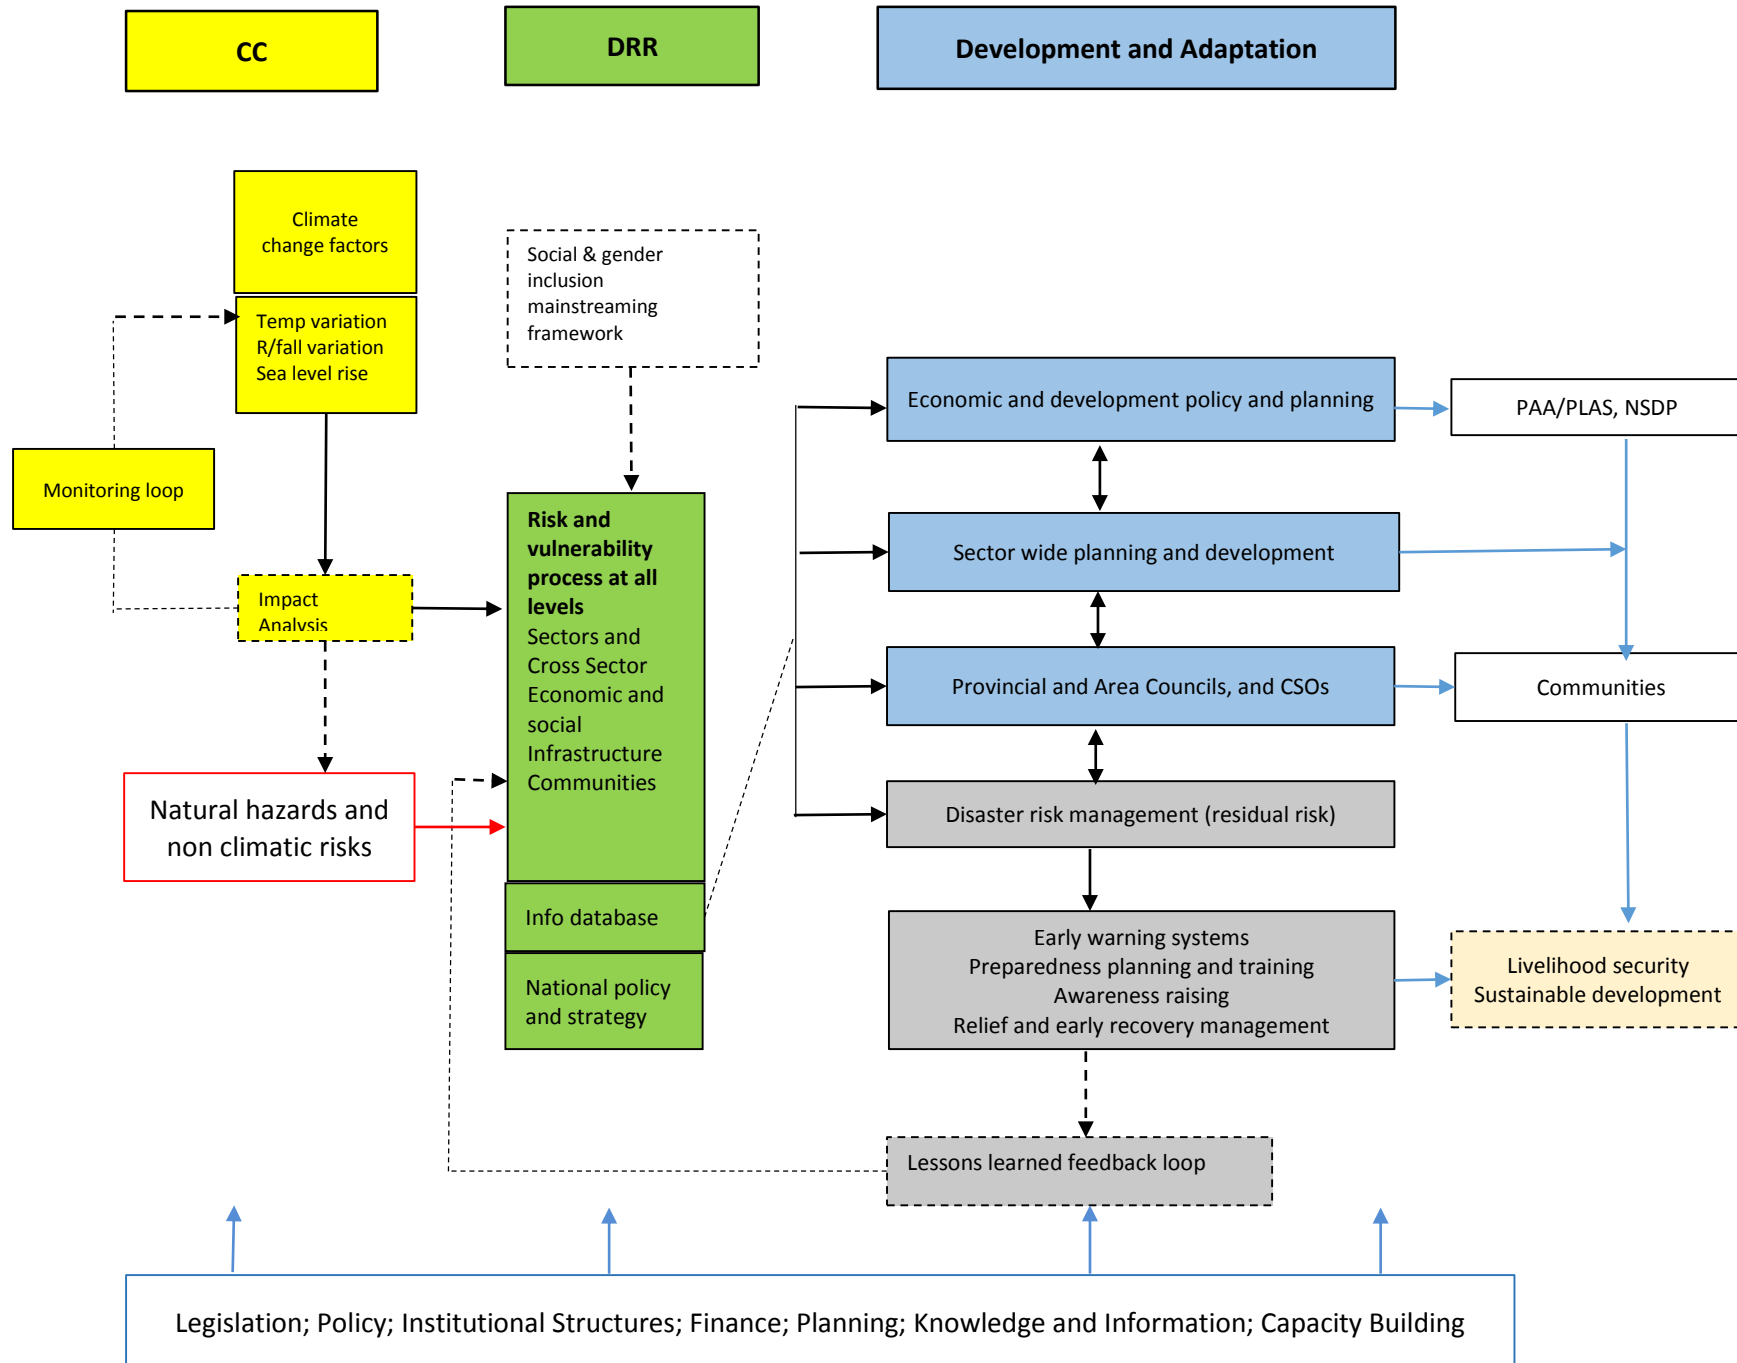 CC
DRR
Development and Adaptation
Climate
change factors
Temp variation
R/fall variation
Sea level rise
Monitoring loop
Impact
Analysis
Natural hazards and
non climatic risks
Social & gender
inclusion
mainstreaming
framework
Risk and
vulnerability
process at all
levels
Sectors and
Cross Sector
Economic and
social
Infrastructure
Communities
Info database
National policy
and strategy
Economic and development policy and planning
PAA/PLAS, NSDP
Sector wide planning and development
Provincial and Area Councils, and CSOs
Communities
Disaster risk management (residual risk)
Early warning systems
Preparedness planning and training
Awareness raising
Relief and early recovery management
Livelihood security
Sustainable development
Lessons learned feedback loop
Legislation; Policy; Institutional Structures; Finance; Planning; Knowledge and Information; Capacity Building